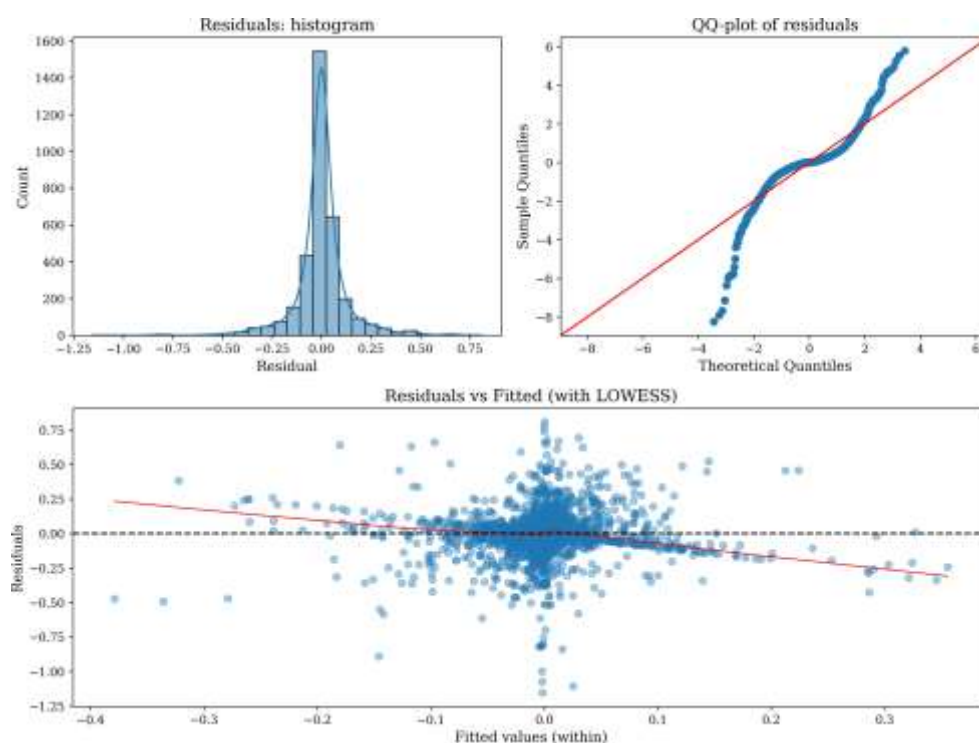 Residuals: histogram
1600
1400
1200
1000
800
600
400
200
0
Count
−1.25 −1.00 −0.75 −0.50 −0.25 0.00 0.25 0.50 0.75
Residual
QQ-plot of residuals
6
4
2
0
−2
−4
−6
−8
Sample Quantiles
−8 −6 −4 −2 0 2 4 6
Theoretical Quantiles
Residuals vs Fitted (with LOWESS)
0.75
0.50
0.25
0.00
−0.25
−0.50
−0.75
−1.00
−1.25
Residuals
−0.4 −0.3 −0.2 −0.1 0.0 0.1 0.2 0.3
Fitted values (within)